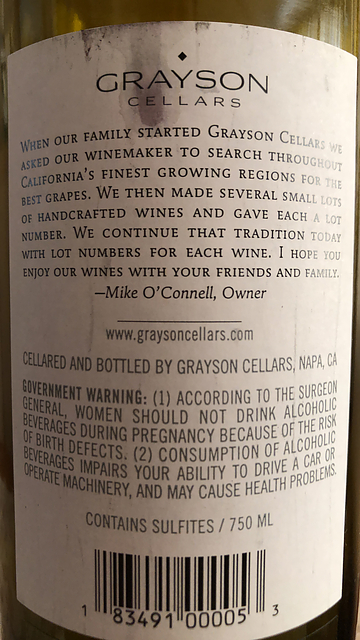 GRAYSON
CELLARS
WHEN OUR FAMILY STARTED GRAYSON CELLARS WE
ASKED OUR WINEMAKER TO SEARCH THROUGHOUT
CALIFORNIA'S FINEST GROWING REGIONS FOR THE
BEST GRAPES. WE THEN MADE SEVERAL SMALL LOTS
OF HANDCRAFTED WINES AND GAVE EACH A LOT
NUMBER. WE CONTINUE THAT TRADITION TODAY
WITH LOT NUMBERS FOR EACH WINE. I HOPE YOU
ENJOY OUR WINES WITH YOUR FRIENDS AND FAMILY.
—Mike O'Connell, Owner
www.graysoncellars.com
CELLARED AND BOTTLED BY GRAYSON CELLARS, NAPA, CA
GOVERNMENT WARNING: (1) ACCORDING TO THE SURGEON
GENERAL, WOMEN SHOULD NOT DRINK ALCOHOLIC
BEVERAGES DURING PREGNANCY BECAUSE OF THE RISK
OF BIRTH DEFECTS. (2) CONSUMPTION OF ALCOHOLIC
BEVERAGES IMPAIRS YOUR ABILITY TO DRIVE A CAR OR
OPERATE MACHINERY, AND MAY CAUSE HEALTH PROBLEMS.
CONTAINS SULFITES / 750 ML
1 83491 00005 3